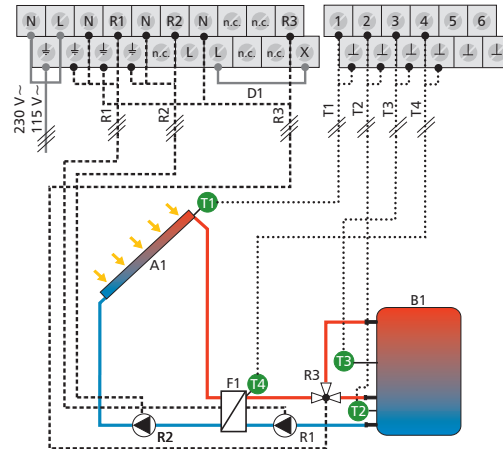 N L N R1 N R2 N n.c. n.c. R3
1 2 3 4 5 6
n.c. L L n.c. n.c. X
D1
230 V~
115 V~
R1
R2
R3
T1
T2
T3
T4
T1
A1
B1
T3
R3
F1
T4
T2
R2
R1